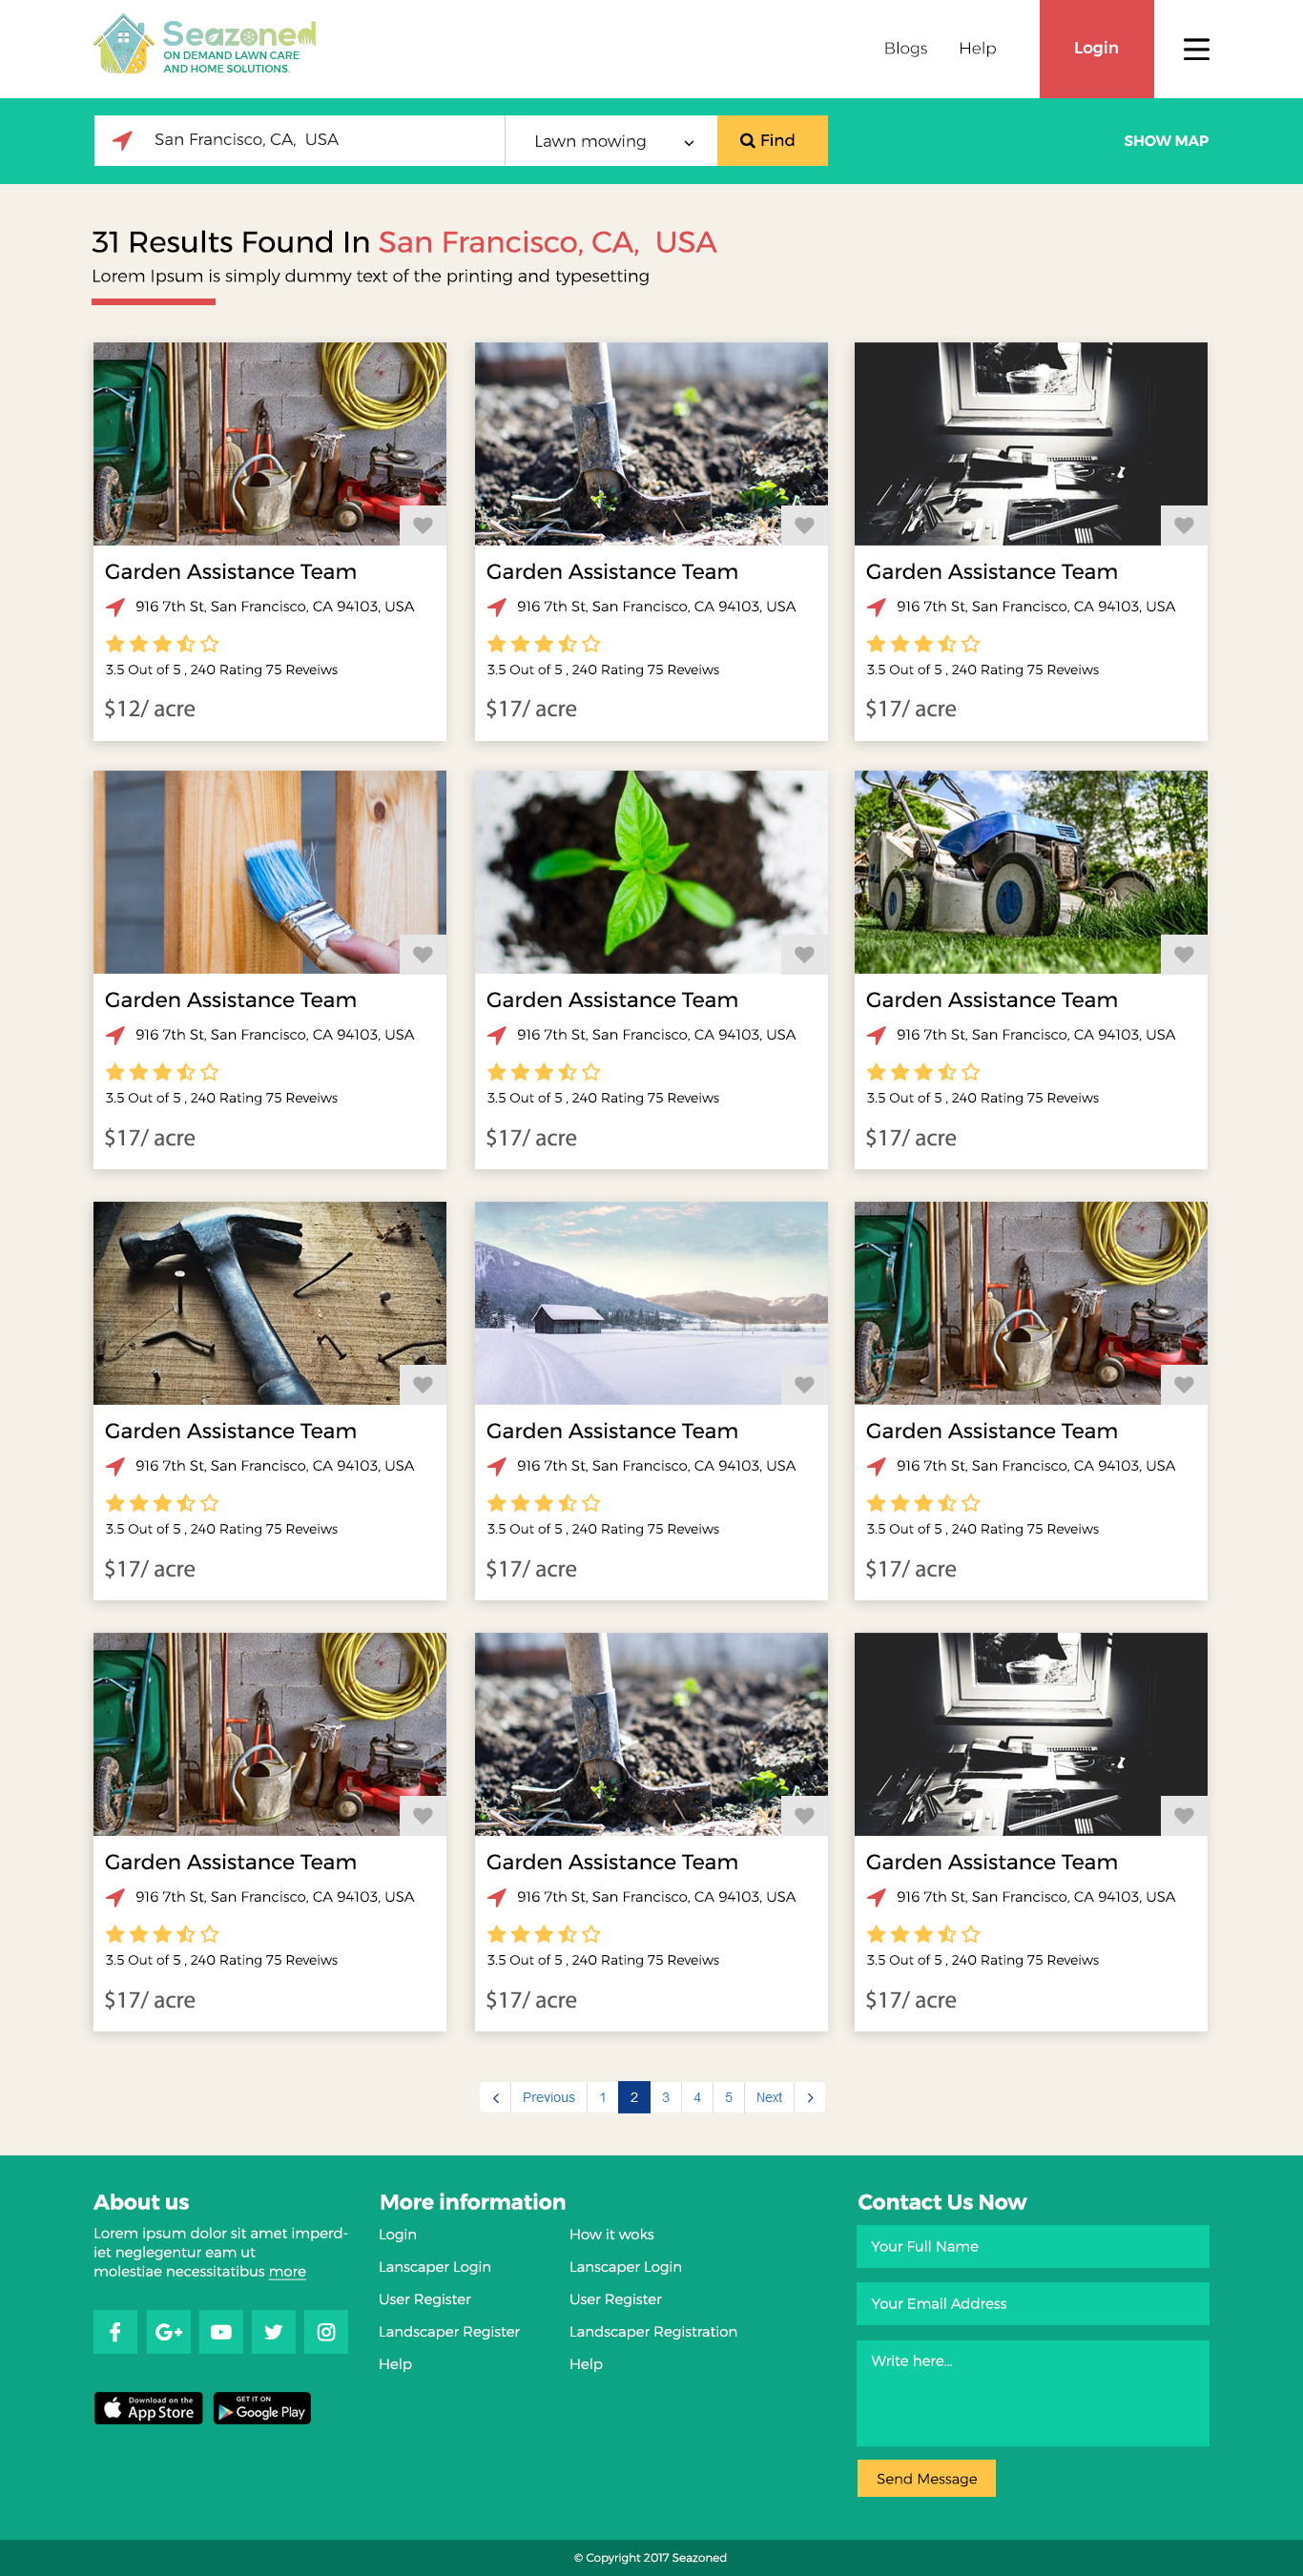 Seazoned
ON DEMAND LAWN CARE
AND HOME SOLUTIONS.
Blogs
Help
Login
San Francisco, CA,  USA
Lawn mowing
Find
SHOW MAP
31 Results Found In San Francisco, CA,  USA
Lorem Ipsum is simply dummy text of the printing and typesetting
Garden Assistance Team
916 7th St, San Francisco, CA 94103, USA
3.5 Out of 5 , 240 Rating 75 Reveiws
$12/ acre
Garden Assistance Team
916 7th St, San Francisco, CA 94103, USA
3.5 Out of 5 , 240 Rating 75 Reveiws
$17/ acre
Garden Assistance Team
916 7th St, San Francisco, CA 94103, USA
3.5 Out of 5 , 240 Rating 75 Reveiws
$17/ acre
Garden Assistance Team
916 7th St, San Francisco, CA 94103, USA
3.5 Out of 5 , 240 Rating 75 Reveiws
$17/ acre
Garden Assistance Team
916 7th St, San Francisco, CA 94103, USA
3.5 Out of 5 , 240 Rating 75 Reveiws
$17/ acre
Garden Assistance Team
916 7th St, San Francisco, CA 94103, USA
3.5 Out of 5 , 240 Rating 75 Reveiws
$17/ acre
Garden Assistance Team
916 7th St, San Francisco, CA 94103, USA
3.5 Out of 5 , 240 Rating 75 Reveiws
$17/ acre
Garden Assistance Team
916 7th St, San Francisco, CA 94103, USA
3.5 Out of 5 , 240 Rating 75 Reveiws
$17/ acre
Garden Assistance Team
916 7th St, San Francisco, CA 94103, USA
3.5 Out of 5 , 240 Rating 75 Reveiws
$17/ acre
Garden Assistance Team
916 7th St, San Francisco, CA 94103, USA
3.5 Out of 5 , 240 Rating 75 Reveiws
$17/ acre
Garden Assistance Team
916 7th St, San Francisco, CA 94103, USA
3.5 Out of 5 , 240 Rating 75 Reveiws
$17/ acre
Garden Assistance Team
916 7th St, San Francisco, CA 94103, USA
3.5 Out of 5 , 240 Rating 75 Reveiws
$17/ acre
Previous 1 2 3 4 5 Next
About us
Lorem ipsum dolor sit amet imperd-
iet neglegentur eam ut
molestiae necessitatibus more
Download on the
App Store
GET IT ON
Google Play
More information
Login
Lanscaper Login
User Register
Landscaper Register
Help
How it woks
Lanscaper Login
User Register
Landscaper Registration
Help
Contact Us Now
Your Full Name
Your Email Address
Write here...
Send Message
© Copyright 2017 Seazoned